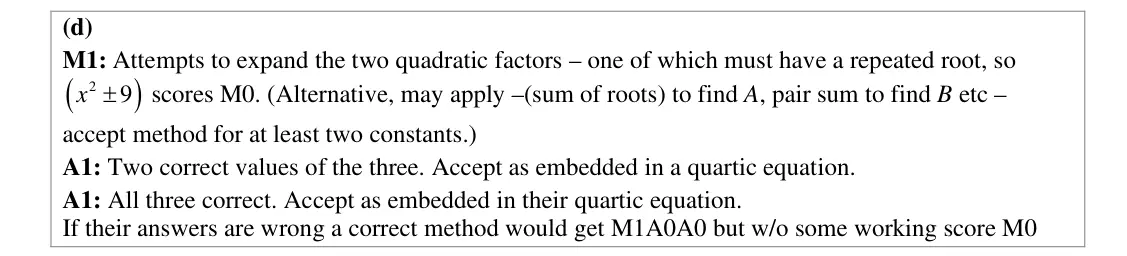 (d)
M1: Attempts to expand the two quadratic factors – one of which must have a repeated root, so
(x² ± 9) scores M0. (Alternative, may apply –(sum of roots) to find A, pair sum to find B etc –
accept method for at least two constants.)
A1: Two correct values of the three. Accept as embedded in a quartic equation.
A1: All three correct. Accept as embedded in their quartic equation.
If their answers are wrong a correct method would get M1A0A0 but w/o some working score M0